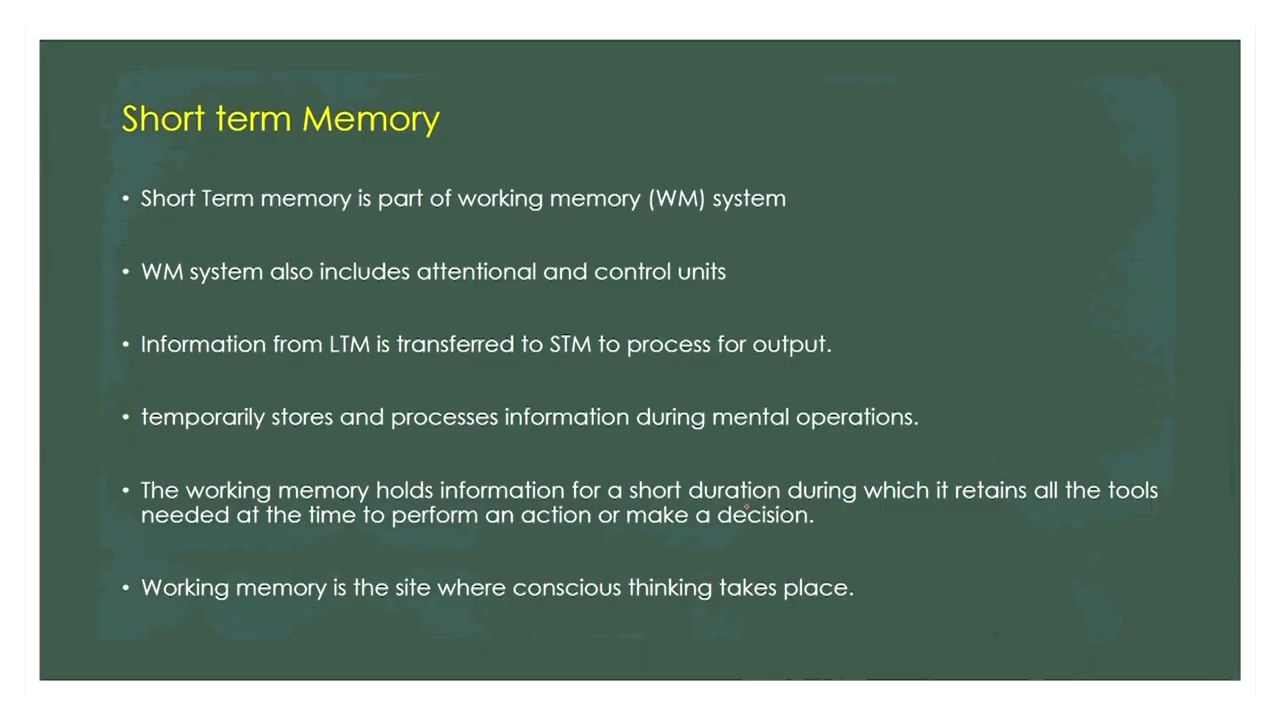 Short term Memory
• Short Term memory is part of working memory (WM) system
• WM system also includes attentional and control units
• Information from LTM is transferred to STM to process for output.
• temporarily stores and processes information during mental operations.
• The working memory holds information for a short duration during which it retains all the tools
needed at the time to perform an action or make a decision.
• Working memory is the site where conscious thinking takes place.